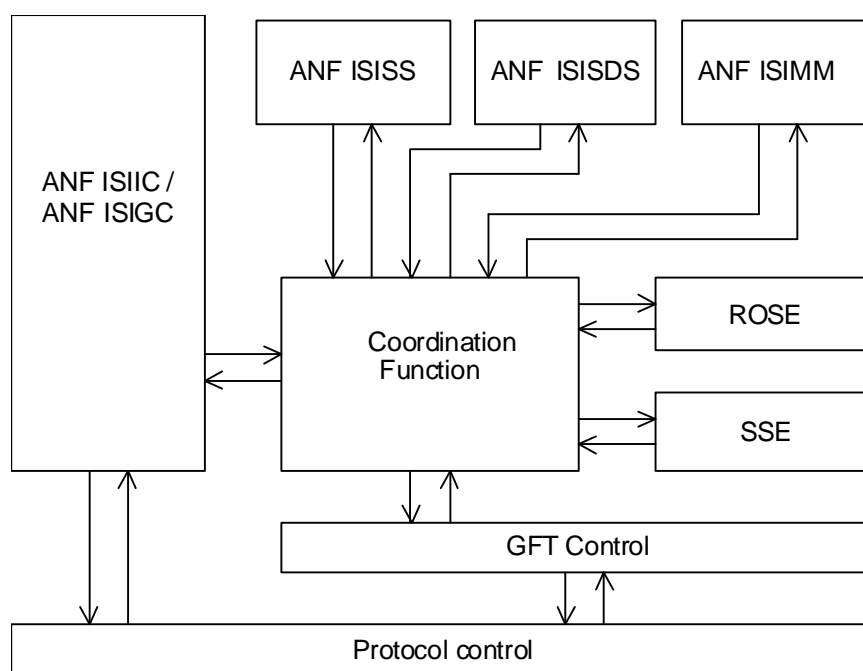 ANF ISISS
ANF ISISDS
ANF ISIMM
ANF ISIIC /
ANF ISIGC
Coordination
Function
ROSE
SSE
GFT Control
Protocol control